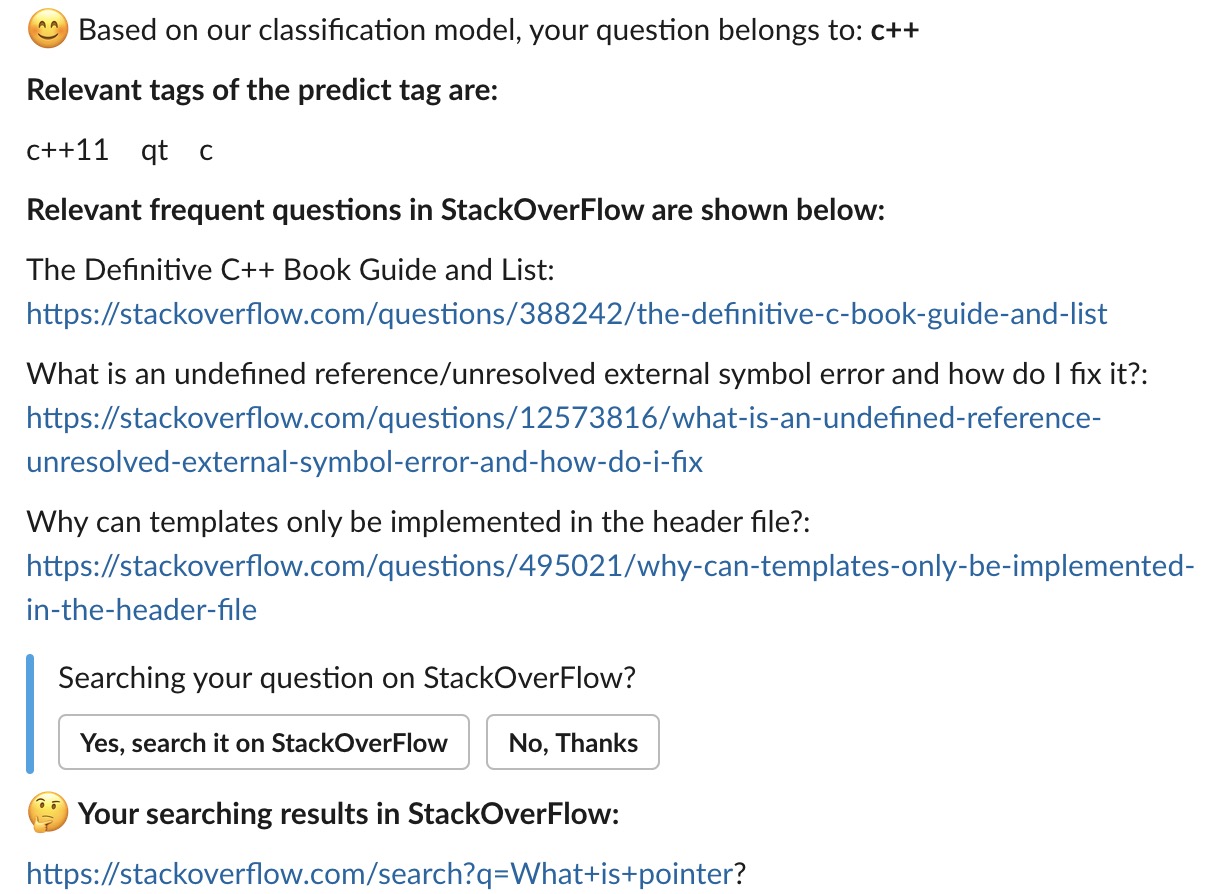 Based on our classification model, your question belongs to: c++
Relevant tags of the predict tag are:
c++11 qt c
Relevant frequent questions in StackOverFlow are shown below:
The Definitive C++ Book Guide and List:
https://stackoverflow.com/questions/388242/the-definitive-c-book-guide-and-list
What is an undefined reference/unresolved external symbol error and how do I fix it?:
https://stackoverflow.com/questions/12573816/what-is-an-undefined-reference-
unresolved-external-symbol-error-and-how-do-i-fix
Why can templates only be implemented in the header file?:
https://stackoverflow.com/questions/495021/why-can-templates-only-be-implemented-
in-the-header-file
Searching your question on StackOverFlow?
Yes, search it on StackOverFlow No, Thanks
Your searching results in StackOverFlow:
https://stackoverflow.com/search?q=What+is+pointer?